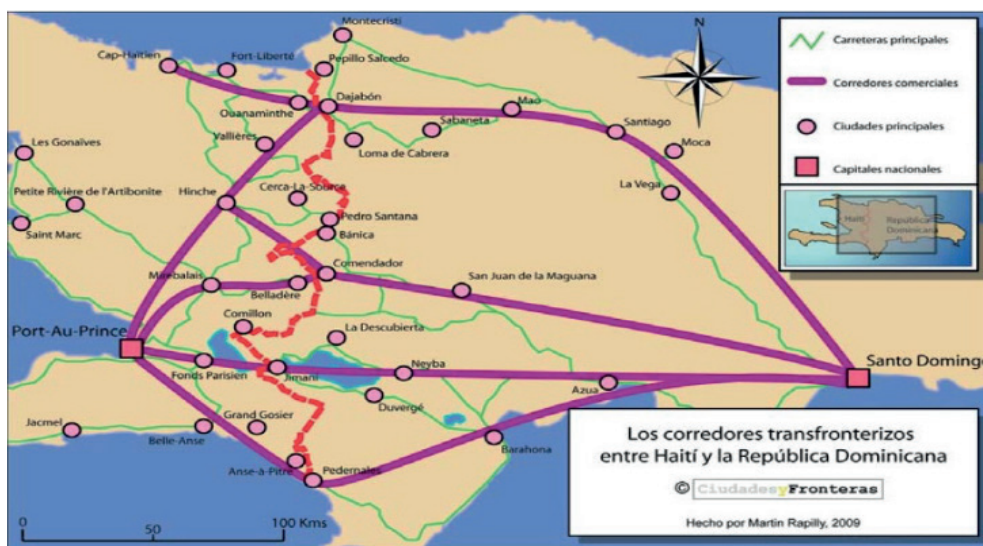 Montecristi
Cap-Haïtien
Fort-Liberté
Pepillo Salcedo
N
Ouanaminthe
Dajabón
Mao
Sabaneta
Santiago
Vallières
Loma de Cabrera
Moca
Les Gonaïves
La Vega
Petite Rivière de l'Artibonite
Hinche
Cerca-La-Source
Saint Marc
Pedro Santana
Bánica
Mirebalais
Comendador
San Juan de la Maguana
Belladère
Cornillon
La Descubierta
Port-Au-Prince
Santo Domingo
Fonds Parisien
Jimaní
Neyba
Azua
Duvergé
Jacmel
Belle-Anse
Grand Gosier
Barahona
Anse-à-Pitre
Pedernales
0
50
100 Kms
Carreteras principales
Corredores comerciales
Ciudades principales
Capitales nacionales
Haití
República
Dominicana
Los corredores transfronterizos
entre Haití y la República Dominicana
© CiudadesyFronteras
Hecho por Martin Rapilly, 2009